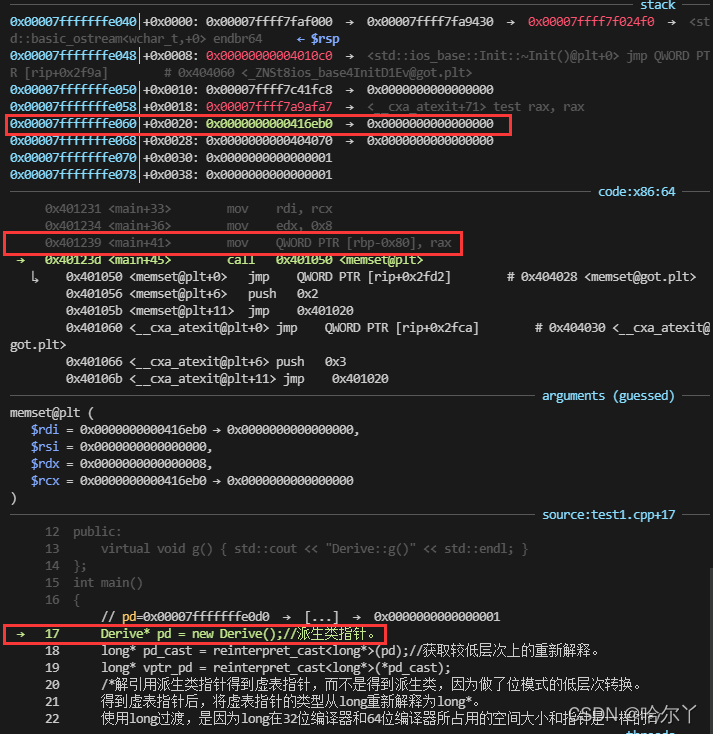 stack
0x00007fffffffe040│+0x0000: 0x00007ffff7faf000 → 0x00007ffff7fa9430 → 0x00007ffff7f024f0 → <st
d::basic_ostream<wchar_t,+0> endbr64 ← $rsp
0x00007fffffffe048│+0x0008: 0x00000000004010c0 → <std::ios_base::Init::~Init()@plt+0> jmp QWORD PT
R [rip+0x2f9a] # 0x404060 <_ZNSt8ios_base4InitD1Ev@got.plt>
0x00007fffffffe050│+0x0010: 0x00007ffff7c41fc8 → 0x0000000000000000
0x00007fffffffe058│+0x0018: 0x00007ffff7a9afa7 → <__cxa_atexit+71> test rax, rax
0x00007fffffffe060│+0x0020: 0x0000000000416eb0 → 0x0000000000000000
0x00007fffffffe068│+0x0028: 0x0000000000404070 → 0x0000000000000000
0x00007fffffffe070│+0x0030: 0x0000000000000001
0x00007fffffffe078│+0x0038: 0x0000000000000001
code:x86:64
0x401231 <main+33> mov rdi, rcx
0x401234 <main+36> mov edx, 0x8
0x401239 <main+41> mov QWORD PTR [rbp-0x80], rax
→ 0x40123d <main+45> call 0x401050 <memset@plt>
↳ 0x401050 <memset@plt+0> jmp QWORD PTR [rip+0x2fd2] # 0x404028 <memset@got.plt>
0x401056 <memset@plt+6> push 0x2
0x40105b <memset@plt+11> jmp 0x401020
0x401060 <__cxa_atexit@plt+0> jmp QWORD PTR [rip+0x2fca] # 0x404030 <__cxa_atexit@
got.plt>
0x401066 <__cxa_atexit@plt+6> push 0x3
0x40106b <__cxa_atexit@plt+11> jmp 0x401020
arguments (guessed)
memset@plt (
$rdi = 0x0000000000416eb0 → 0x0000000000000000,
$rsi = 0x0000000000000000,
$rdx = 0x0000000000000008,
$rcx = 0x0000000000416eb0 → 0x0000000000000000
)
source:test1.cpp+17
12 public:
13 virtual void g() { std::cout << "Derive::g()" << std::endl; }
14 };
15 int main()
16 {
// pd=0x00007fffffffe0d0 → [...] → 0x0000000000000001
→ 17 Derive* pd = new Derive();//派生类指针。
18 long* pd_cast = reinterpret_cast<long*>(pd);//获取较低层次上的重新解释。
19 long* vptr_pd = reinterpret_cast<long*>(*pd_cast);
20 /*解引用派生类指针得到虚表指针，而不是得到派生类，因为做了位模式的低层次转换。
21 得到虚表指针后，将虚表指针的类型从long重新解释为long*。
22 使用long过渡，是因为long在32位编译器和64位编译器所占用的空间大小和指针是一样的。
CSDN @哈尔丫
threads